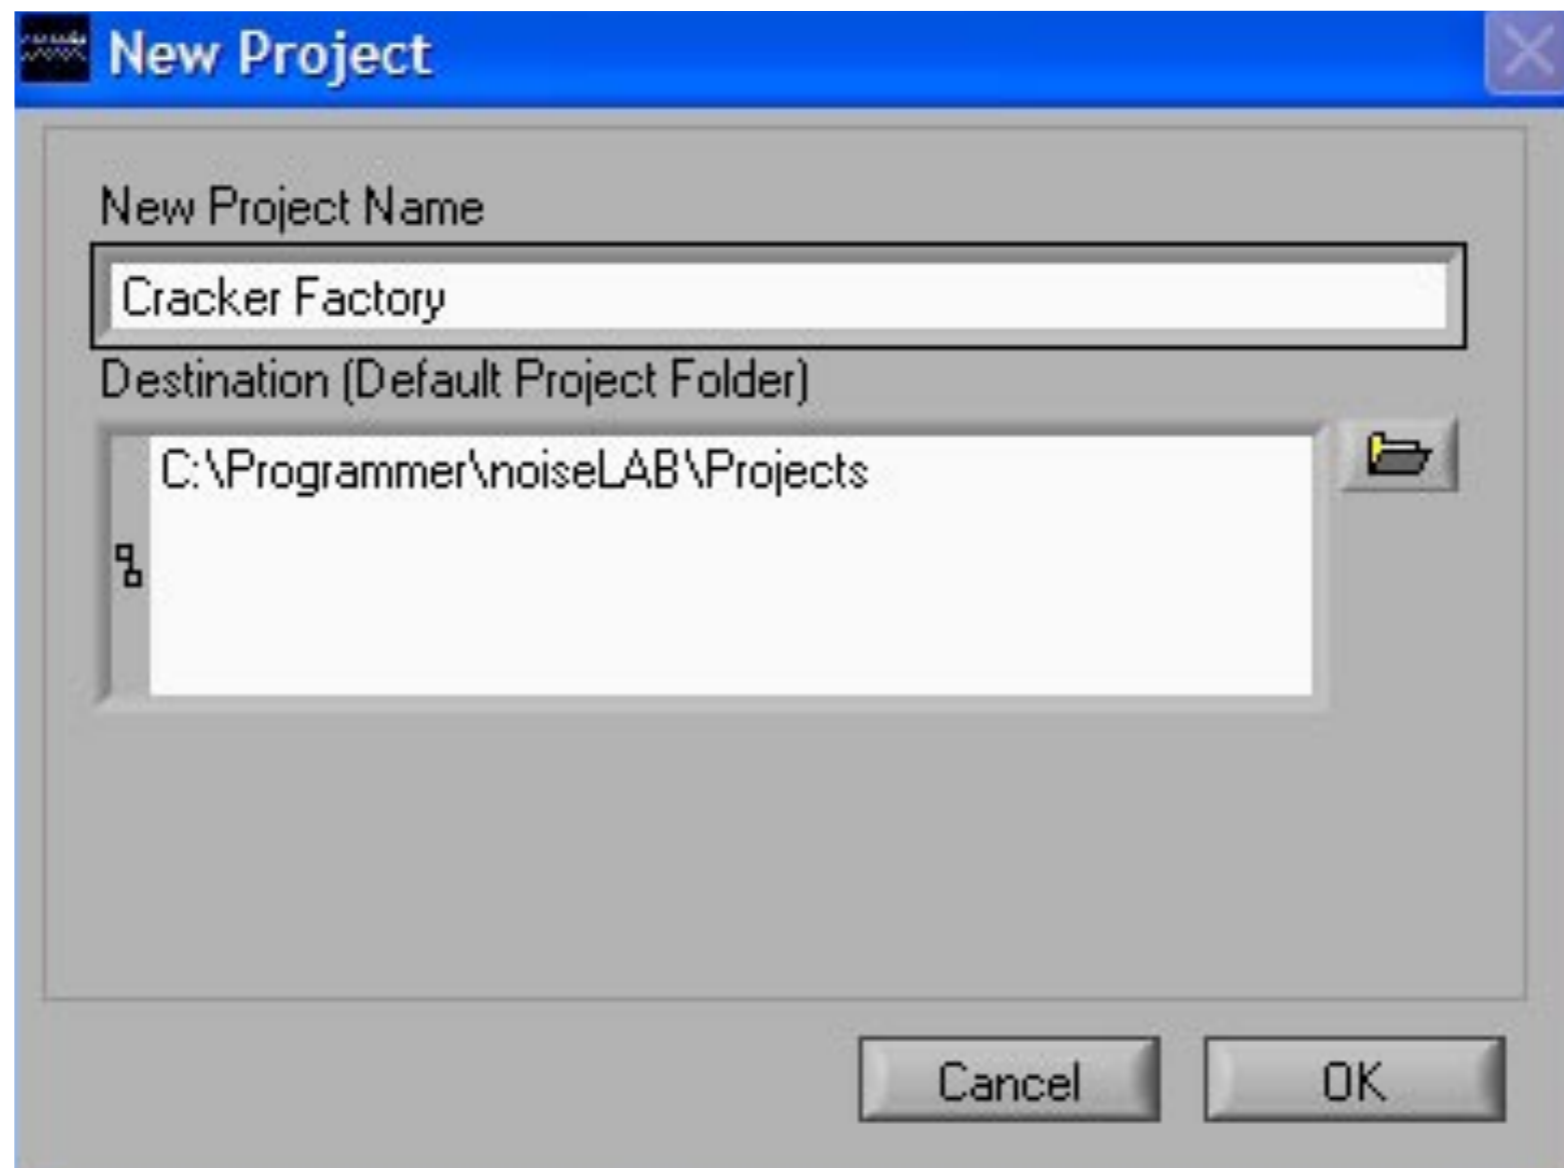 New Project
New Project Name
Cracker Factory
Destination (Default Project Folder)
C:\Programmer\noiseLAB\Projects
Cancel OK